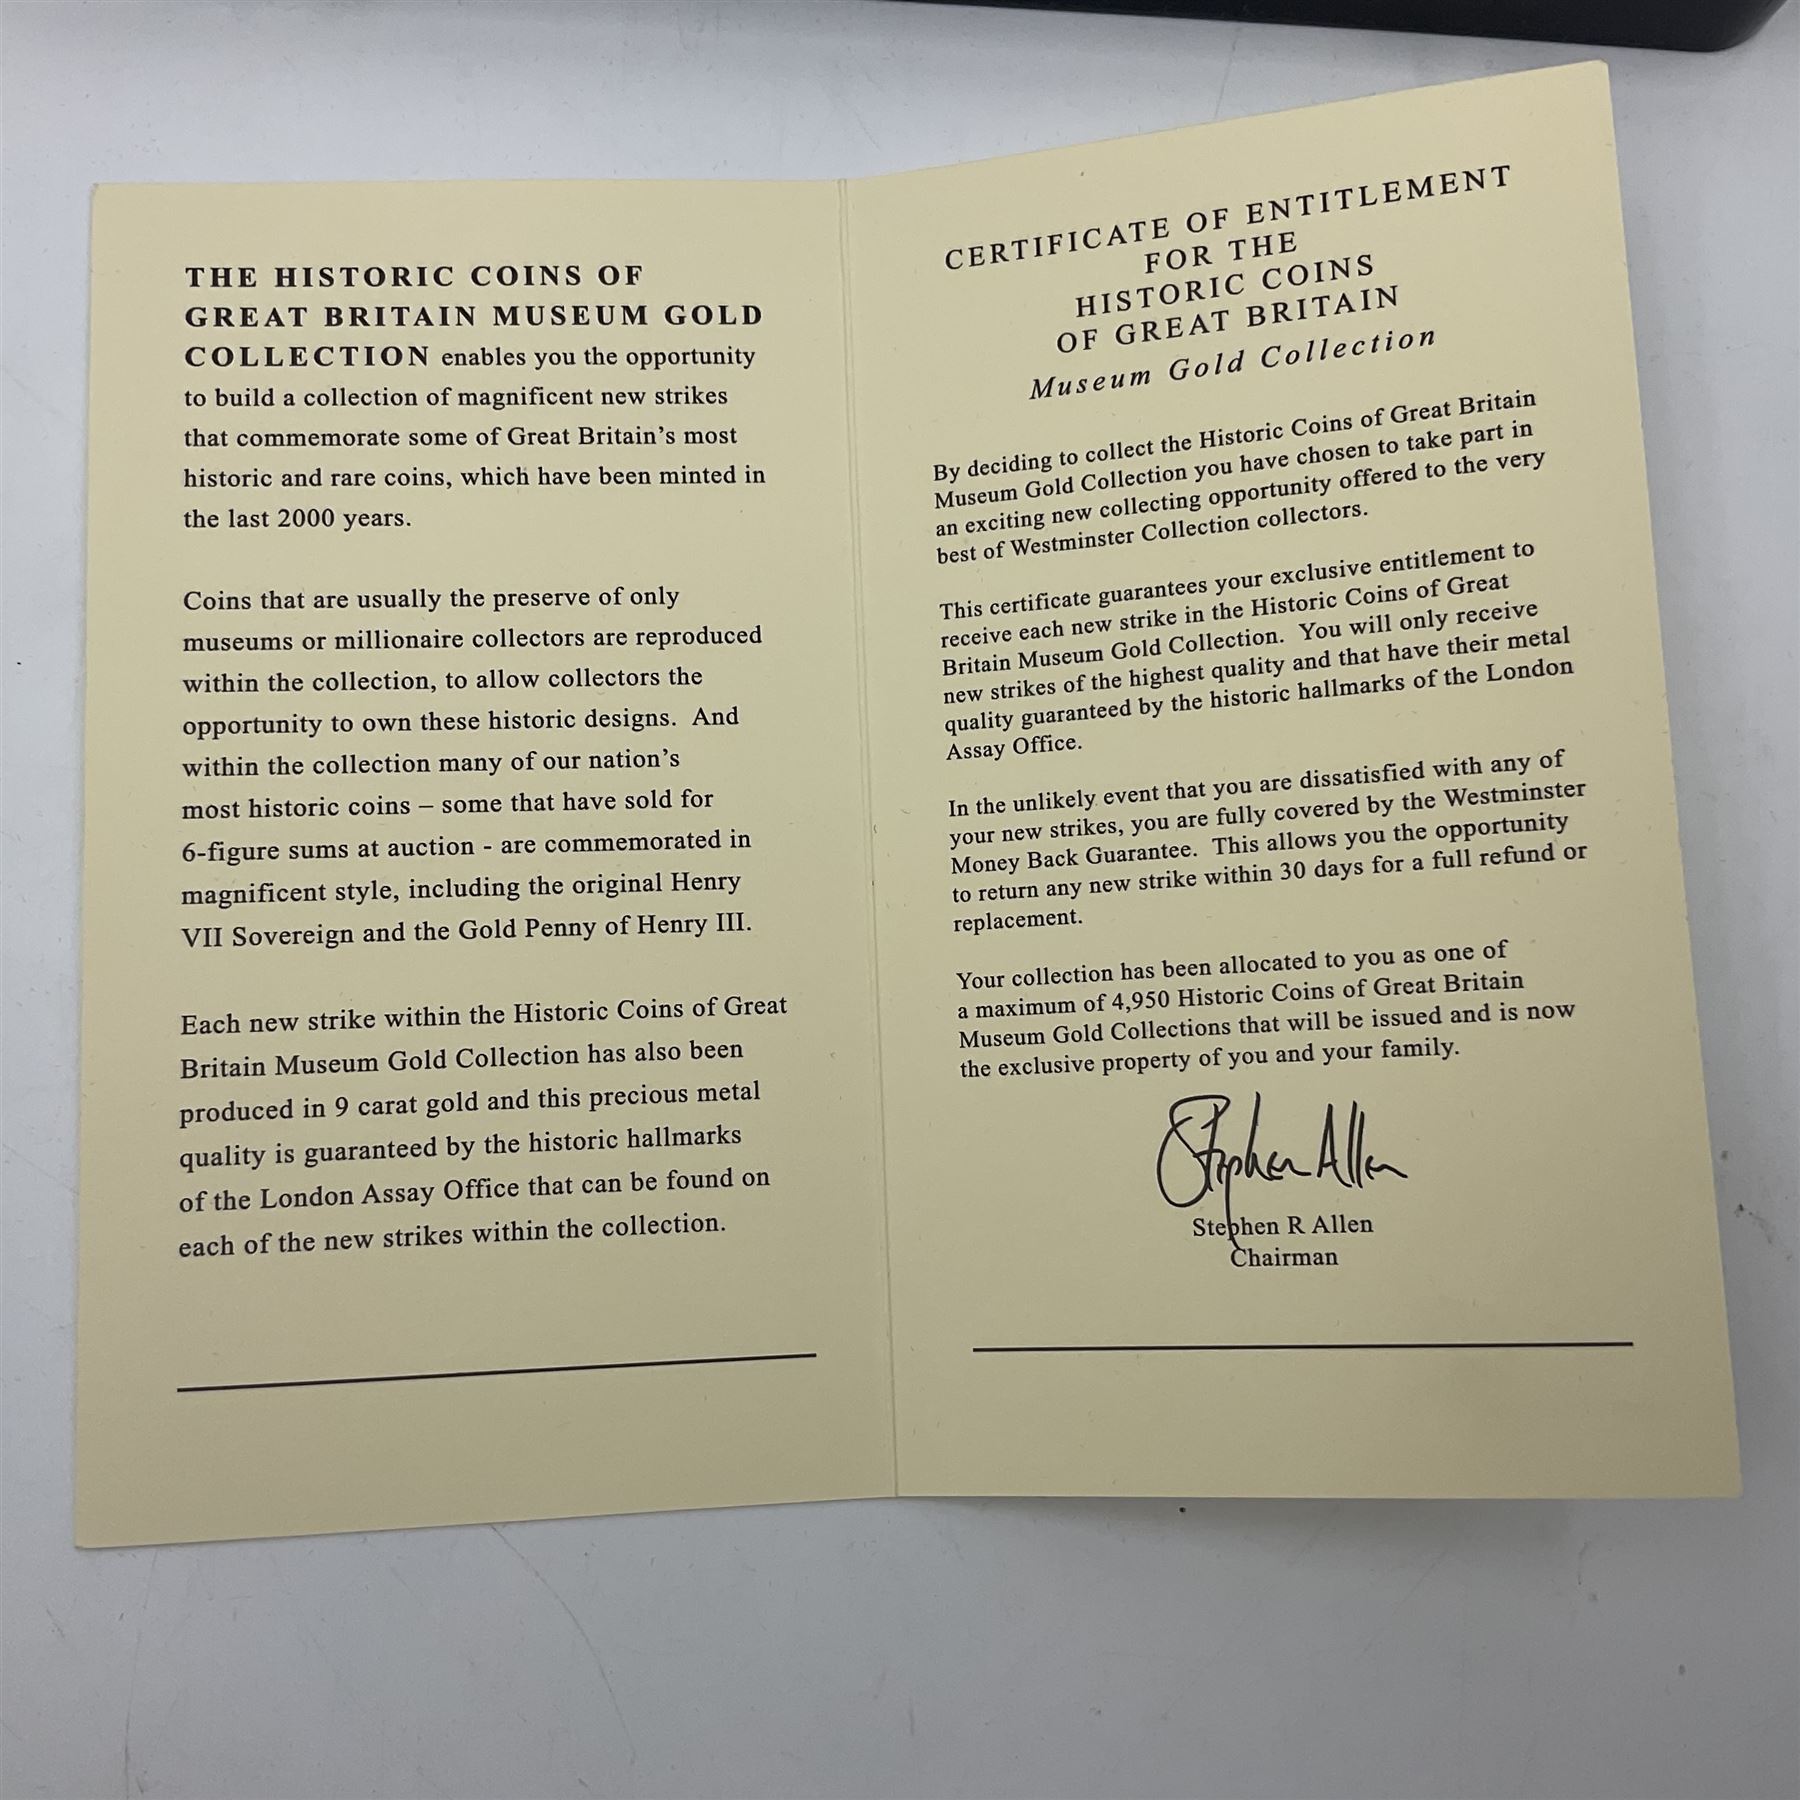 THE HISTORIC COINS OF
GREAT BRITAIN MUSEUM GOLD
COLLECTION enables you the opportunity
to build a collection of magnificent new strikes
that commemorate some of Great Britain's most
historic and rare coins, which have been minted in
the last 2000 years.
Coins that are usually the preserve of only
museums or millionaire collectors are reproduced
within the collection, to allow collectors the
opportunity to own these historic designs. And
within the collection many of our nation's
most historic coins – some that have sold for
6-figure sums at auction - are commemorated in
magnificent style, including the original Henry
VII Sovereign and the Gold Penny of Henry III.
Each new strike within the Historic Coins of Great
Britain Museum Gold Collection has also been
produced in 9 carat gold and this precious metal
quality is guaranteed by the historic hallmarks
of the London Assay Office that can be found on
each of the new strikes within the collection.
CERTIFICATE OF ENTITLEMENT
FOR THE
HISTORIC COINS
OF GREAT BRITAIN
Museum Gold Collection
By deciding to collect the Historic Coins of Great Britain
Museum Gold Collection you have chosen to take part in
an exciting new collecting opportunity offered to the very
best of Westminster Collection collectors.
This certificate guarantees your exclusive entitlement to
receive each new strike in the Historic Coins of Great
Britain Museum Gold Collection. You will only receive
new strikes of the highest quality and that have their metal
quality guaranteed by the historic hallmarks of the London
Assay Office.
In the unlikely event that you are dissatisfied with any of
your new strikes, you are fully covered by the Westminster
Money Back Guarantee. This allows you the opportunity
to return any new strike within 30 days for a full refund or
replacement.
Your collection has been allocated to you as one of
a maximum of 4,950 Historic Coins of Great Britain
Museum Gold Collections that will be issued and is now
the exclusive property of you and your family.
Stephen Allen
Stephen R Allen
Chairman